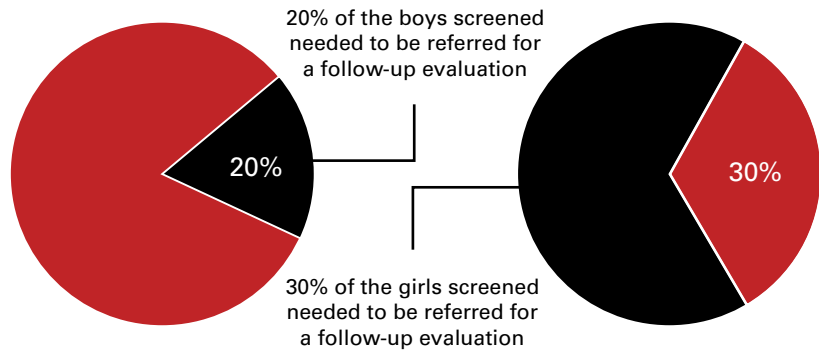 20% of the boys screened
needed to be referred for
a follow-up evaluation
20%
30%
30% of the girls screened
needed to be referred for
a follow-up evaluation